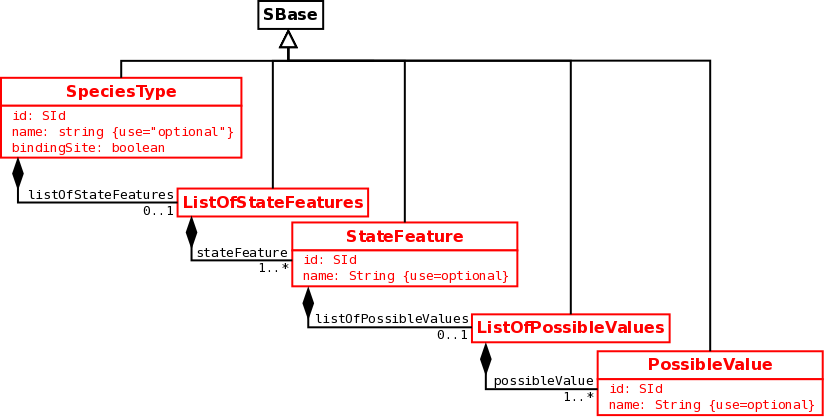 SBase
SpeciesType
id: SId
name: string {use="optional"}
bindingSite: boolean
listOfStateFeatures
0..1
ListOfStateFeatures
stateFeature
1..*
StateFeature
id: SId
name: String {use=optional}
listOfPossibleValues
0..1
ListOfPossibleValues
possibleValue
1..*
PossibleValue
id: SId
name: String {use=optional}